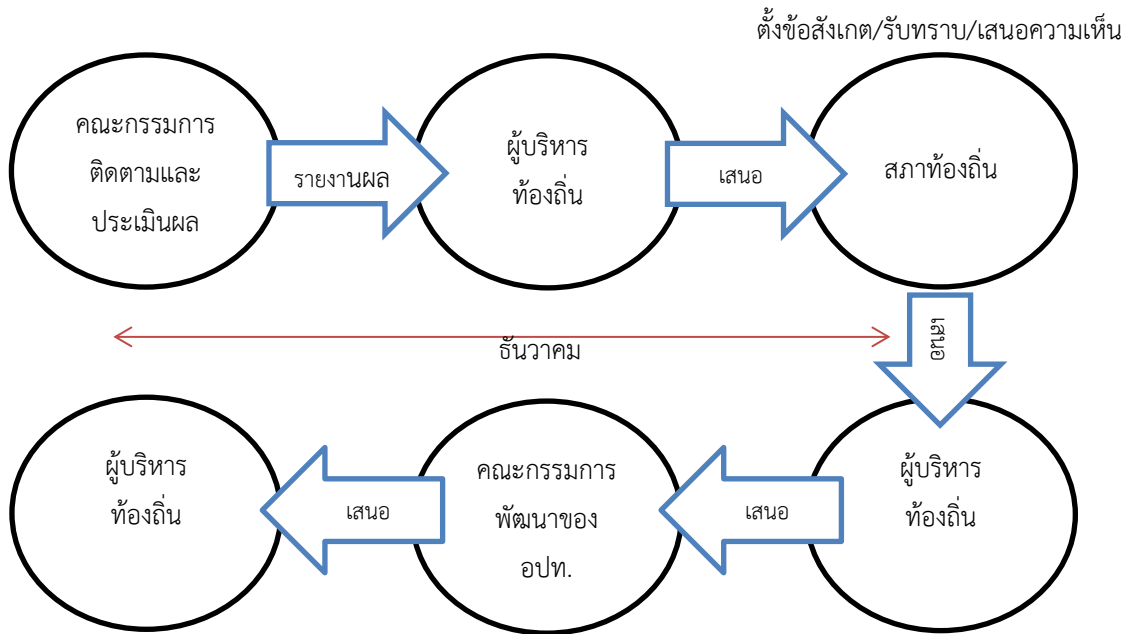 ตั้งข้อสังเกต/รับทราบ/เสนอความเห็น
คณะกรรมการ
ติดตามและ
ประเมินผล
รายงานผล
ผู้บริหาร
ท้องถิ่น
เสนอ
สภาท้องถิ่น
เสนอ
ธันวาคม
ผู้บริหาร
ท้องถิ่น
เสนอ
คณะกรรมการ
พัฒนาของ
อปท.
เสนอ
ผู้บริหาร
ท้องถิ่น